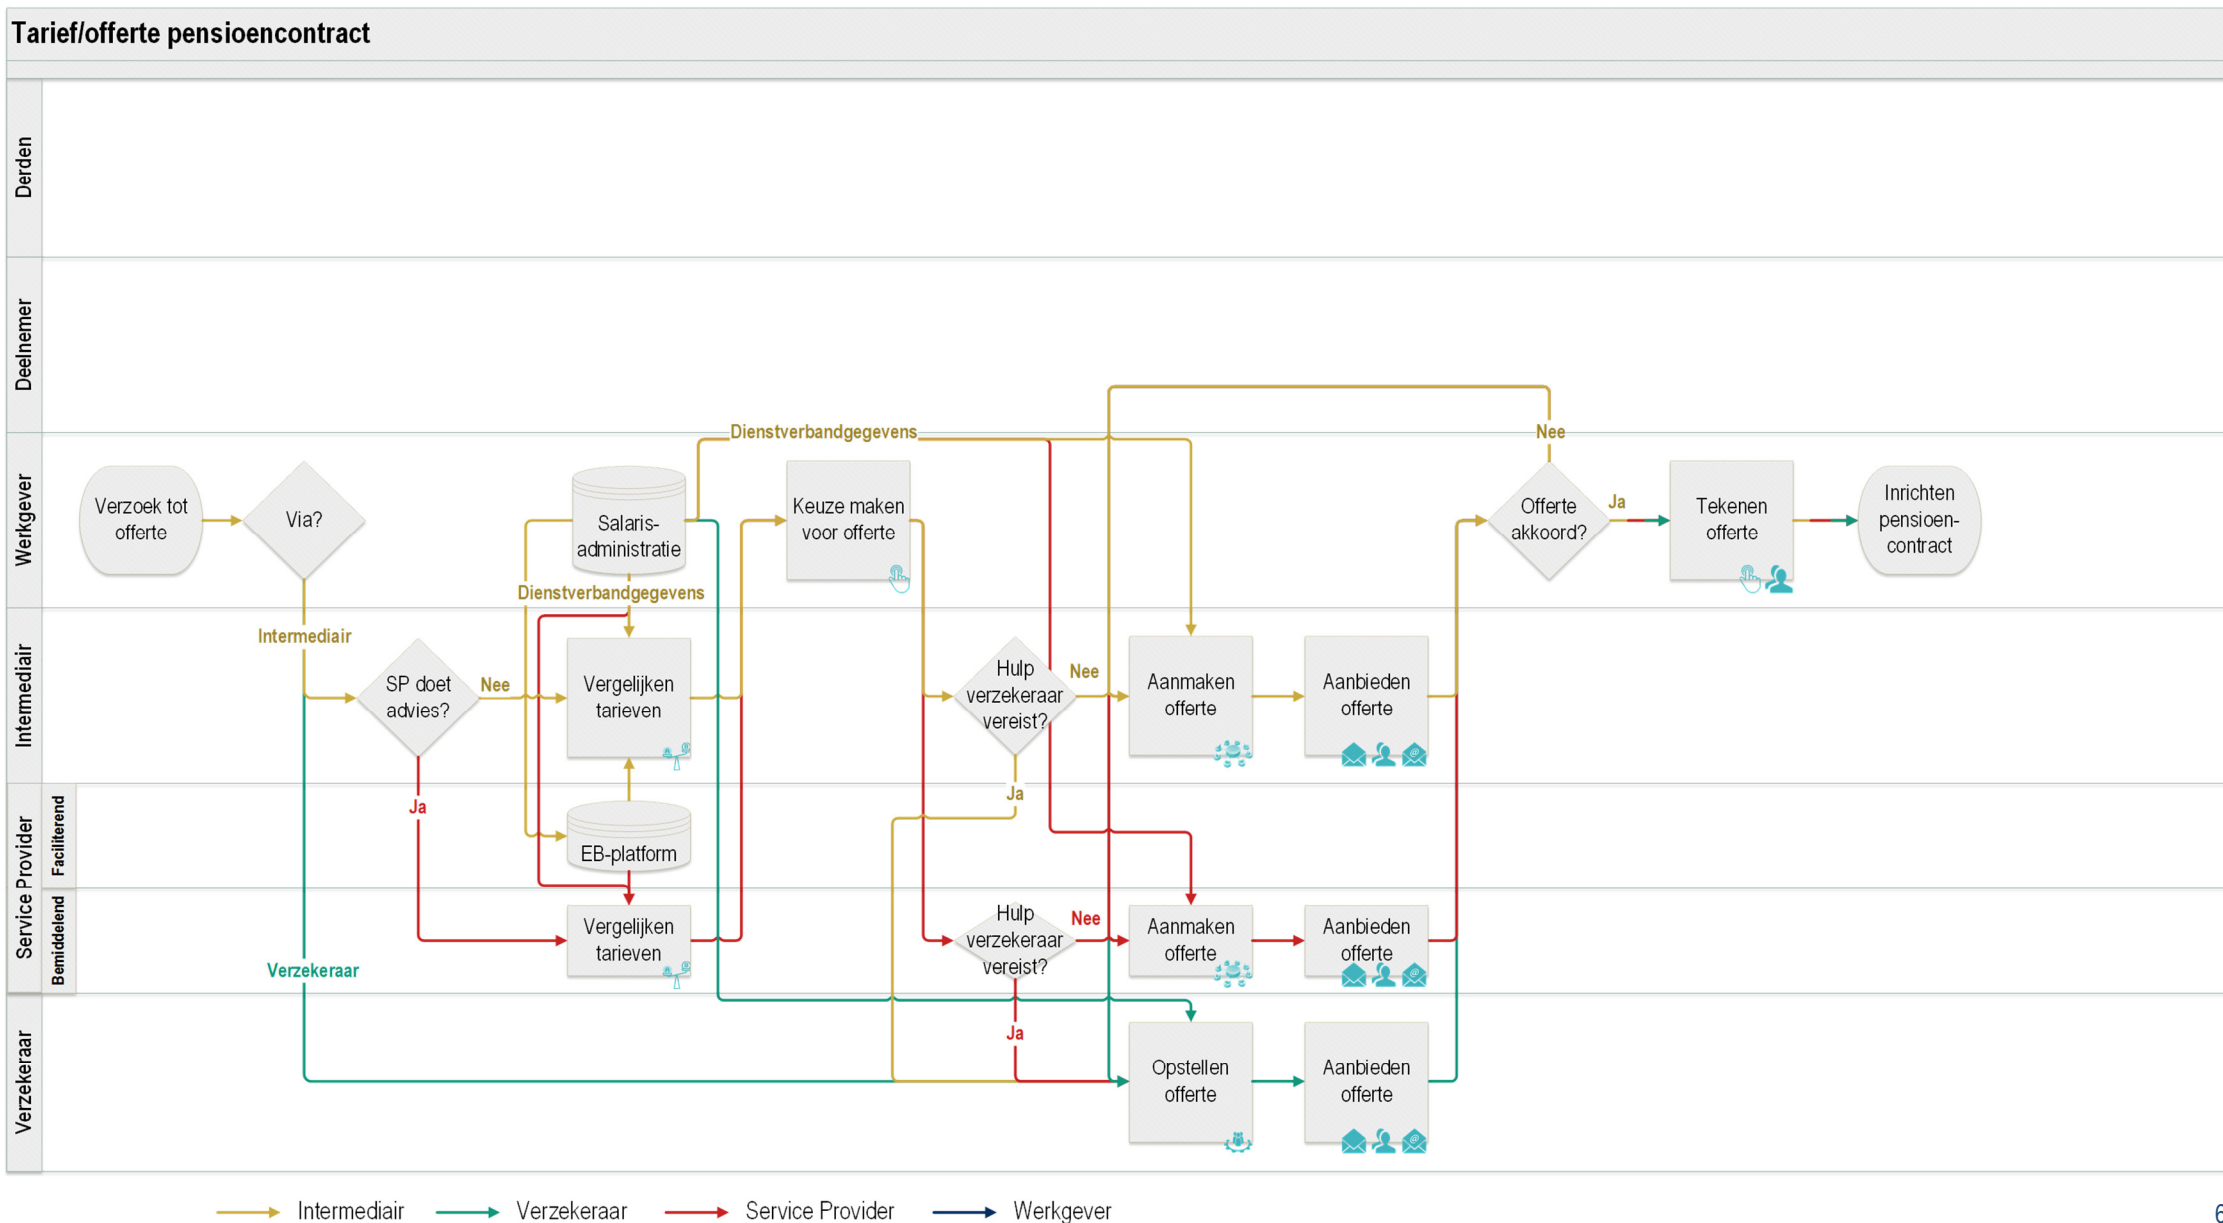 Tarief/offerte pensioencontract
Derden
Deelnemer
Werkgever
Verzoek tot
offerte
Via?
Salaris-
administratie
Dienstverbandgegevens
Dienstverbandgegevens
Keuze maken
voor offerte
Nee
Offerte
akkoord?
Ja
Tekenen
offerte
Inrichten
pensioen-
contract
Intermediair
Intermediair
SP doet
advies?
Nee
Ja
Vergelijken
tarieven
Hulp
verzekeraar
vereist?
Nee
Ja
Aanmaken
offerte
Aanbieden
offerte
Service Provider
Faciliterend
EB-platform
Bemiddelend
Vergelijken
tarieven
Hulp
verzekeraar
vereist?
Nee
Ja
Aanmaken
offerte
Aanbieden
offerte
Verzekeraar
Verzekeraar
Opstellen
offerte
Aanbieden
offerte
Intermediair
Verzekeraar
Service Provider
Werkgever
6